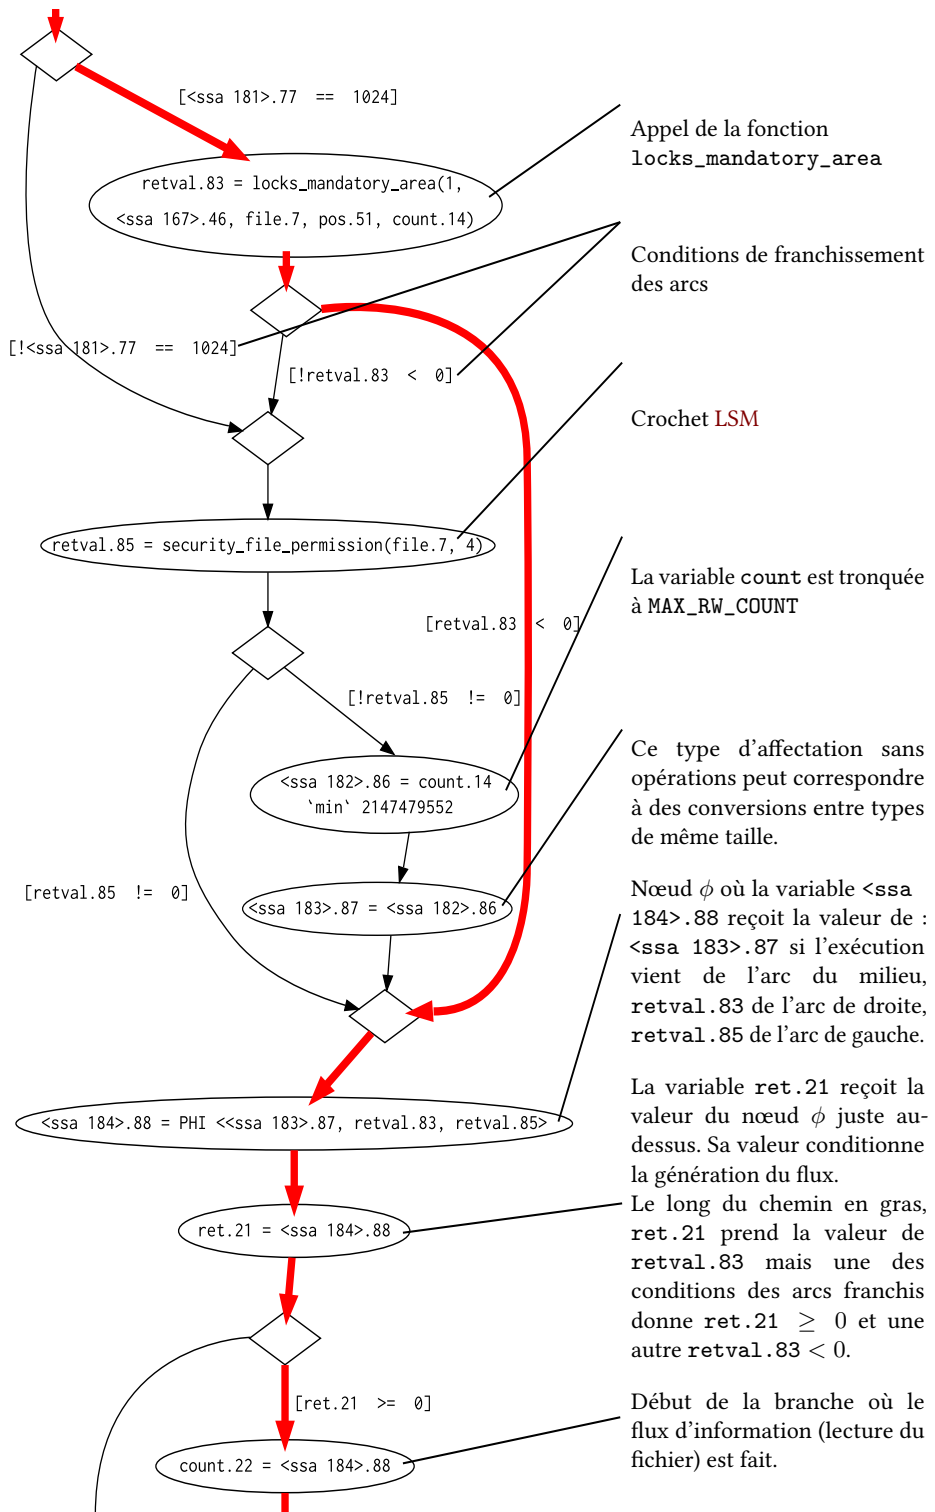 [<ssa 181>.77 == 1024]
Appel de la fonction
locks_mandatory_area
retval.83 = locks_mandatory_area(1,
<ssa 167>.46, file.7, pos.51, count.14)
Conditions de franchissement
des arcs
[!<ssa 181>.77 == 1024]
[!retval.83 < 0]
Crochet LSM
retval.85 = security_file_permission(file.7, 4)
La variable count est tronquée
à MAX_RW_COUNT
[retval.83 < 0]
[!retval.85 != 0]
Ce type d'affectation sans
opérations peut correspondre
à des conversions entre types
de même taille.
<ssa 182>.86 = count.14
`min` 2147479552
[retval.85 != 0]
<ssa 183>.87 = <ssa 182>.86
Nœud ϕ où la variable <ssa
184>.88 reçoit la valeur de :
<ssa 183>.87 si l'exécution
vient de l'arc du milieu,
retval.83 de l'arc de droite,
retval.85 de l'arc de gauche.
<ssa 184>.88 = PHI <<ssa 183>.87, retval.83, retval.85>
La variable ret.21 reçoit la
valeur du nœud ϕ juste au-
dessus. Sa valeur conditionne
la génération du flux.
Le long du chemin en gras,
ret.21 prend la valeur de
retval.83 mais une des
conditions des arcs franchis
donne ret.21 ≥ 0 et une
autre retval.83 < 0.
ret.21 = <ssa 184>.88
[ret.21 >= 0]
Début de la branche où le
flux d'information (lecture du
fichier) est fait.
count.22 = <ssa 184>.88